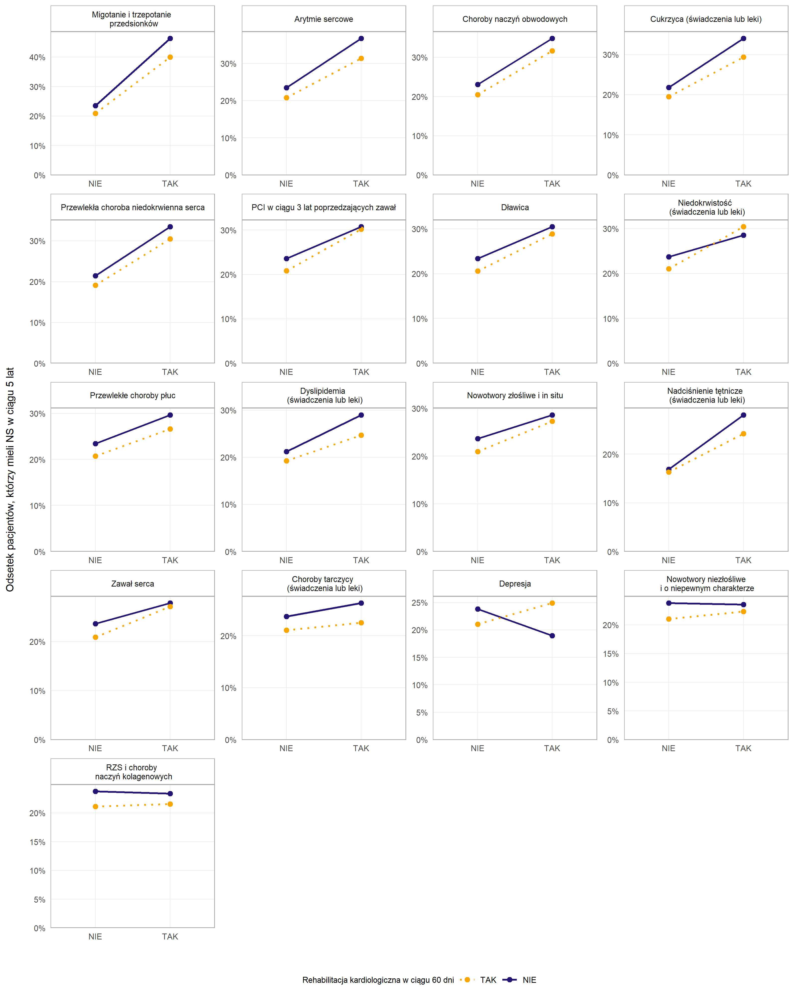 Odsetek pacjentów, którzy mieli NS w ciągu 5 lat
Migotanie i trzepotanie
przedsionków
40%
30%
20%
10%
0%
NIE TAK
Arytmie sercowe
30%
20%
10%
0%
NIE TAK
Choroby naczyń obwodowych
30%
20%
10%
0%
NIE TAK
Cukrzyca (świadczenia lub leki)
30%
20%
10%
0%
NIE TAK
Przewlekła choroba niedokrwienna serca
30%
20%
10%
0%
NIE TAK
PCI w ciągu 3 lat poprzedzających zawał
30%
20%
10%
0%
NIE TAK
Dławica
30%
20%
10%
0%
NIE TAK
Niedokrwistość
(świadczenia lub leki)
30%
20%
10%
0%
NIE TAK
Przewlekłe choroby płuc
30%
20%
10%
0%
NIE TAK
Dyslipidemia
(świadczenia lub leki)
30%
20%
10%
0%
NIE TAK
Nowotwory złośliwe i in situ
30%
20%
10%
0%
NIE TAK
Nadciśnienie tętnicze
(świadczenia lub leki)
20%
10%
0%
NIE TAK
Zawał serca
20%
10%
0%
NIE TAK
Choroby tarczycy
(świadczenia lub leki)
20%
10%
0%
NIE TAK
Depresja
25%
20%
15%
10%
5%
0%
NIE TAK
Nowotwory niezłośliwe
i o niepewnym charakterze
20%
15%
10%
5%
0%
NIE TAK
RZS i choroby
naczyń kolagenowych
20%
15%
10%
5%
0%
NIE TAK
Rehabilitacja kardiologiczna w ciągu 60 dni TAK NIE